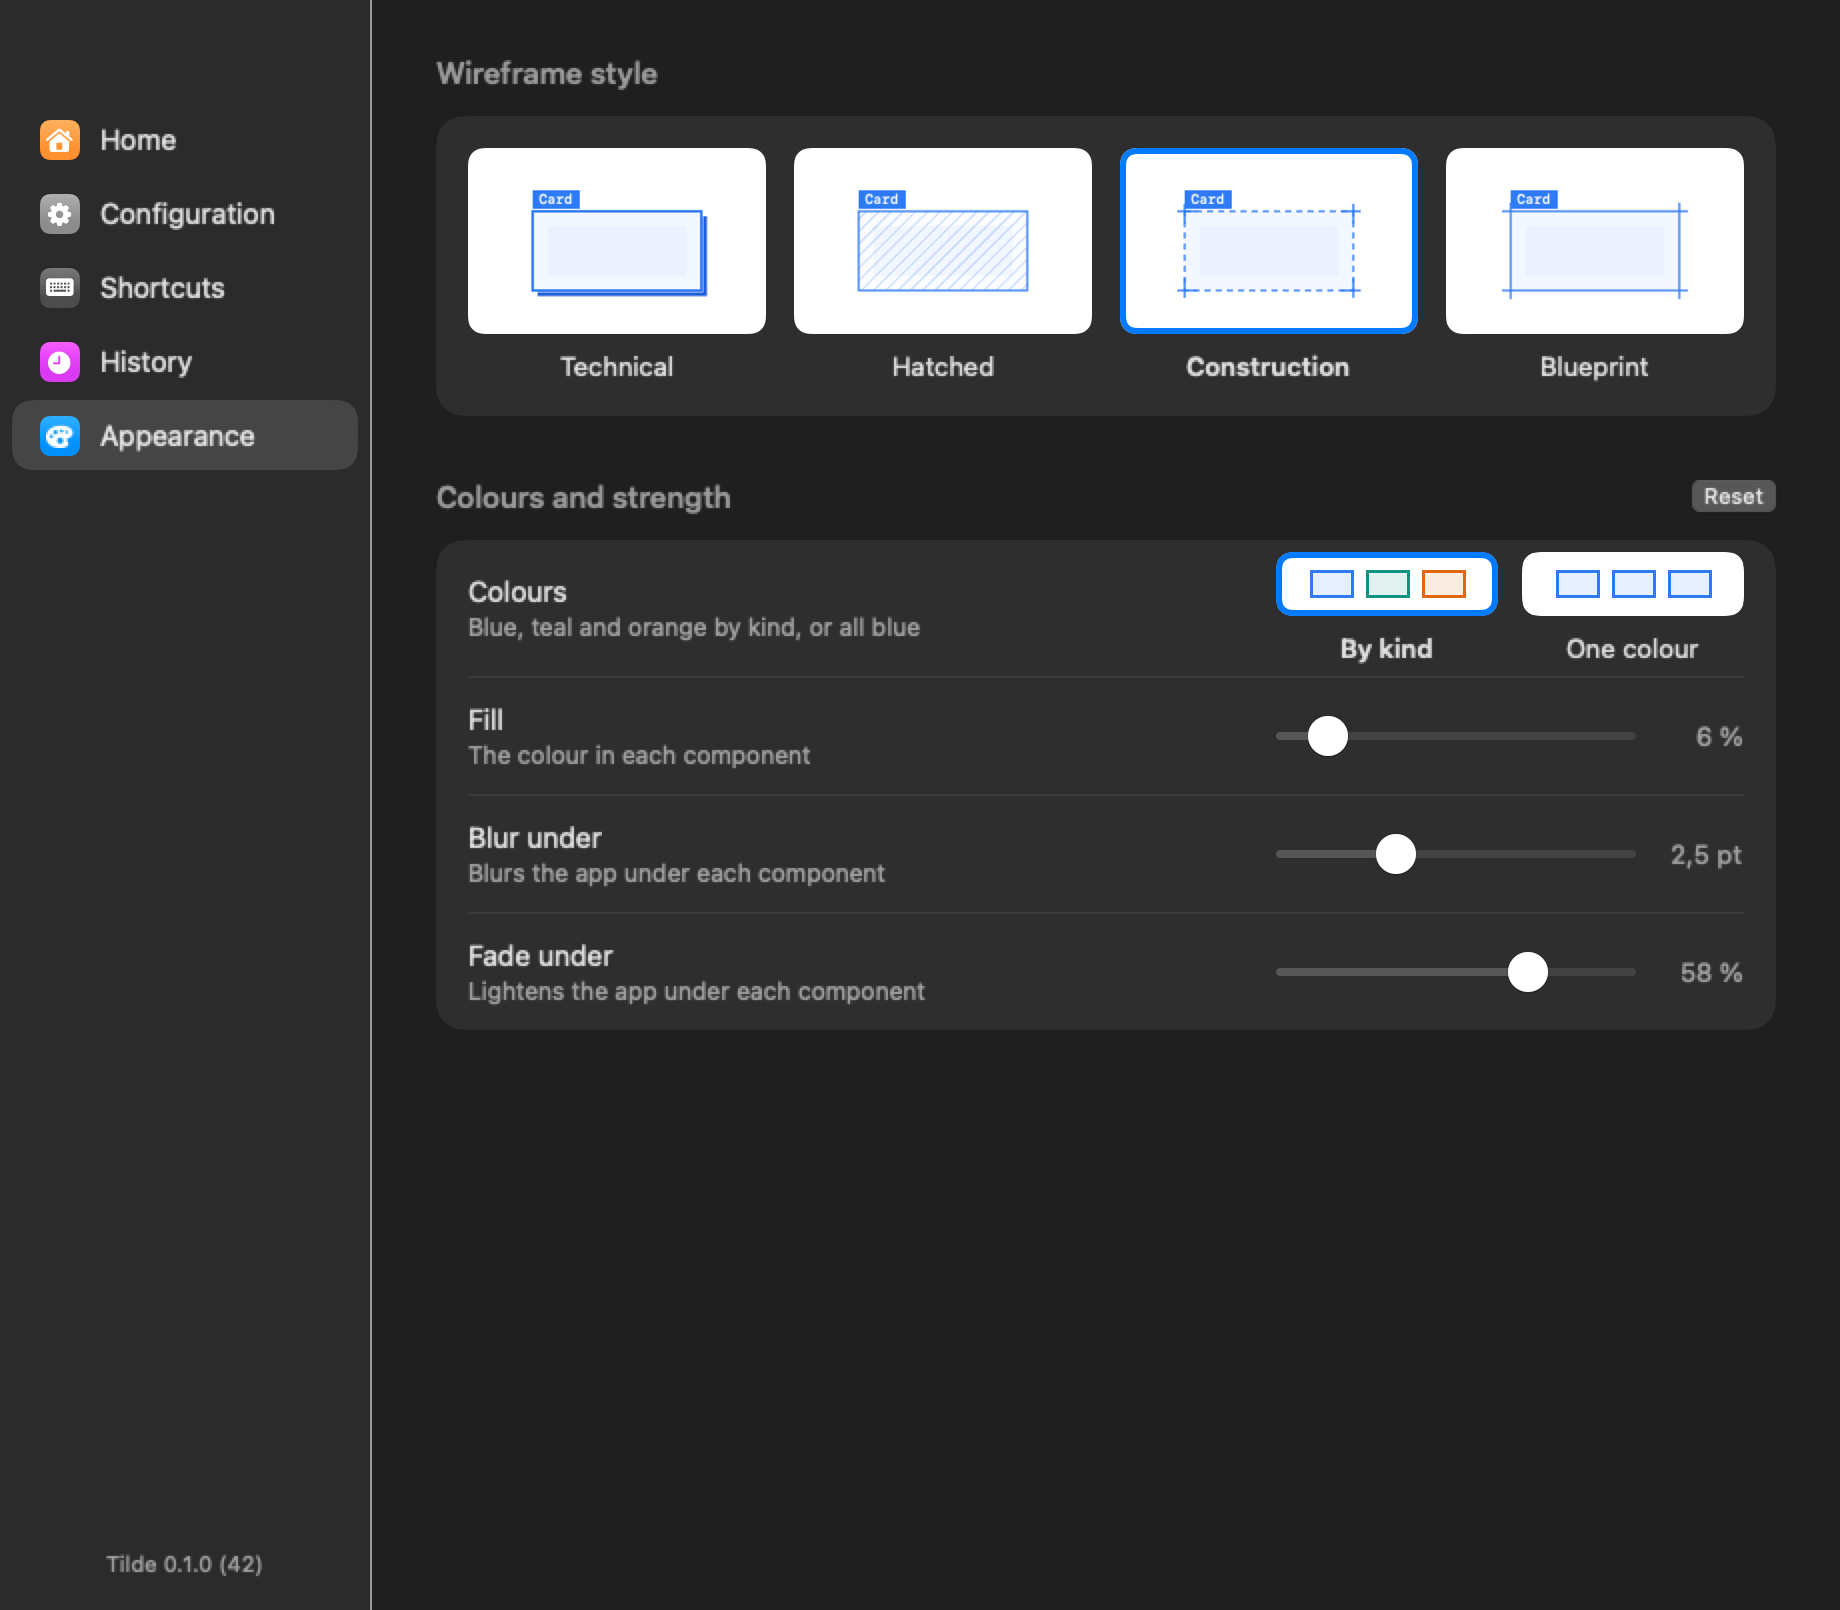 Home
Configuration
Shortcuts
History
Appearance
Tilde 0.1.0 (42)
Wireframe style
Card
Card
Card
Card
Technical
Hatched
Construction
Blueprint
Colours and strength
Reset
Colours
Blue, teal and orange by kind, or all blue
By kind
One colour
Fill
The colour in each component
6 %
Blur under
Blurs the app under each component
2,5 pt
Fade under
Lightens the app under each component
58 %